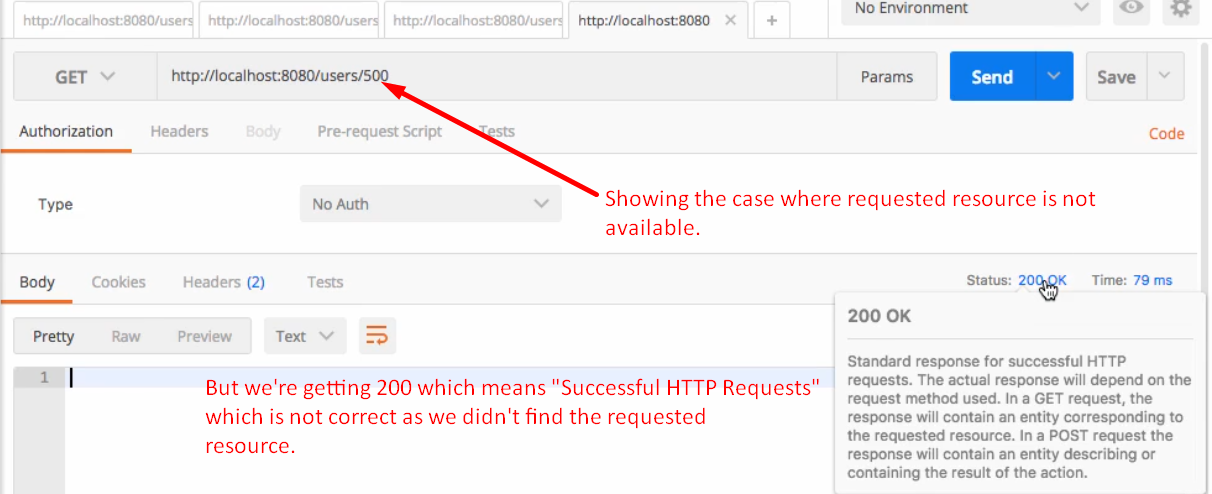 http://localhost:8080/users http://localhost:8080/users http://localhost:8080/users http://localhost:8080 × + No Environment
GET http://localhost:8080/users/500 Params Send Save
Authorization Headers Body Pre-request Script Tests Code
Type No Auth
Showing the case where requested resource is not
available.
Body Cookies Headers (2) Tests Status: 200 OK Time: 79 ms
Pretty Raw Preview Text
1
But we're getting 200 which means "Successful HTTP Requests"
which is not correct as we didn't find the requested
resource.
200 OK
Standard response for successful HTTP
requests. The actual response will depend on the
request method used. In a GET request, the
response will contain an entity corresponding to
the requested resource. In a POST request the
response will contain an entity describing or
containing the result of the action.